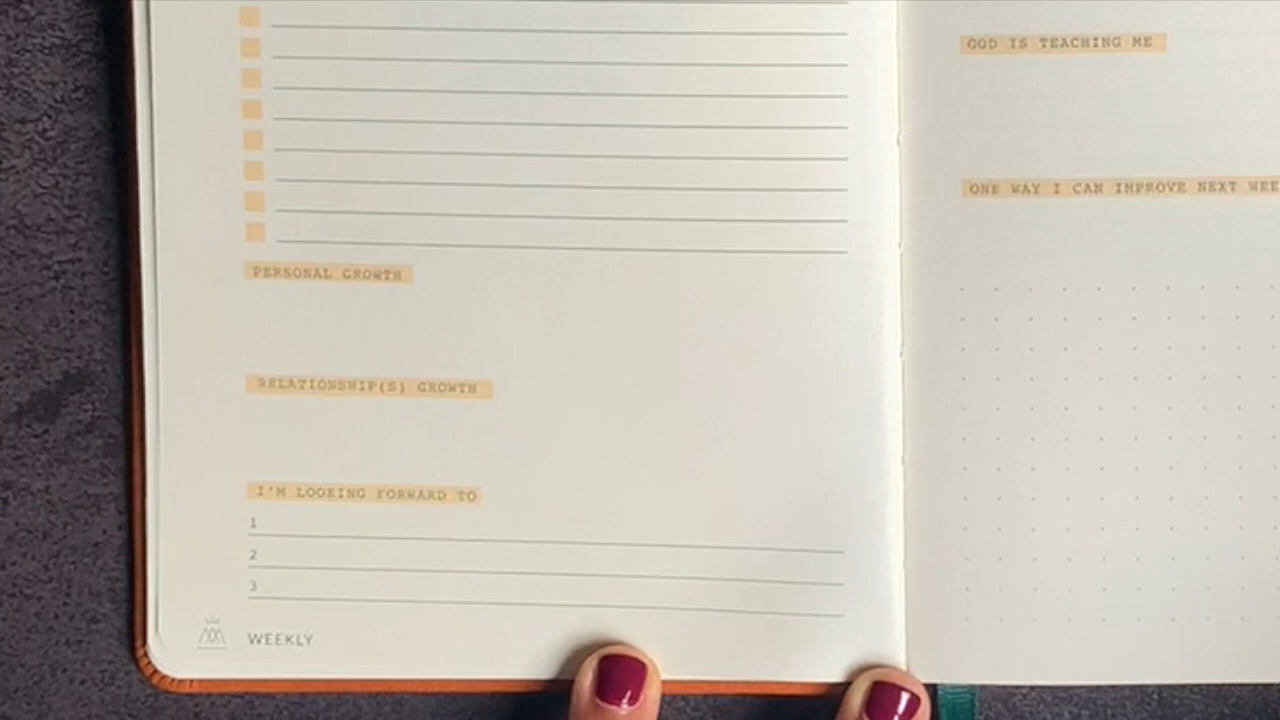 PERSONAL GROWTH
RELATIONSHIP(S) GROWTH
I'M LOOKING FORWARD TO
1
2
3
WEEKLY
GOD IS TEACHING ME
ONE WAY I CAN IMPROVE NEXT WEE